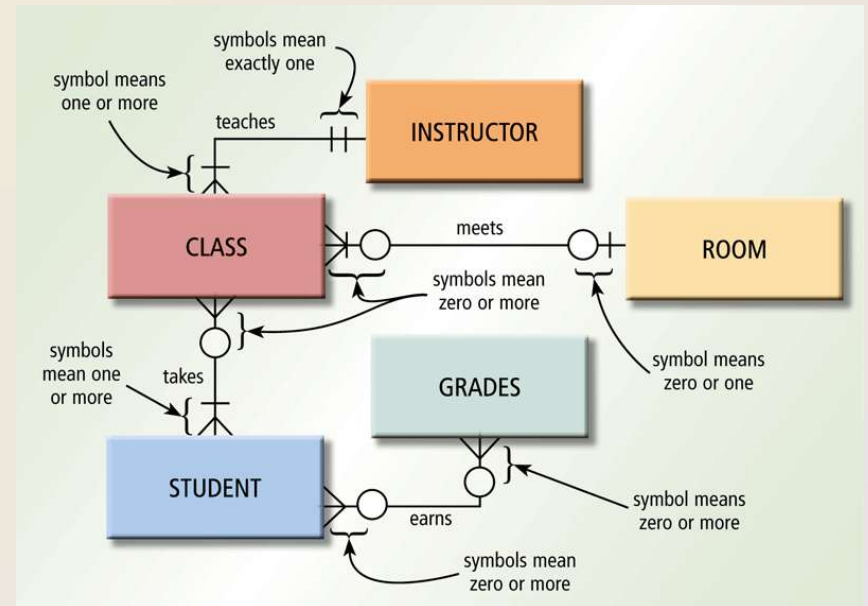 symbols mean
exactly one
symbol means
one or more
teaches
INSTRUCTOR
CLASS
meets
ROOM
symbols mean
zero or more
symbols
mean one
or more
takes
GRADES
symbol means
zero or one
STUDENT
earns
symbol means
zero or more
symbols mean
zero or more